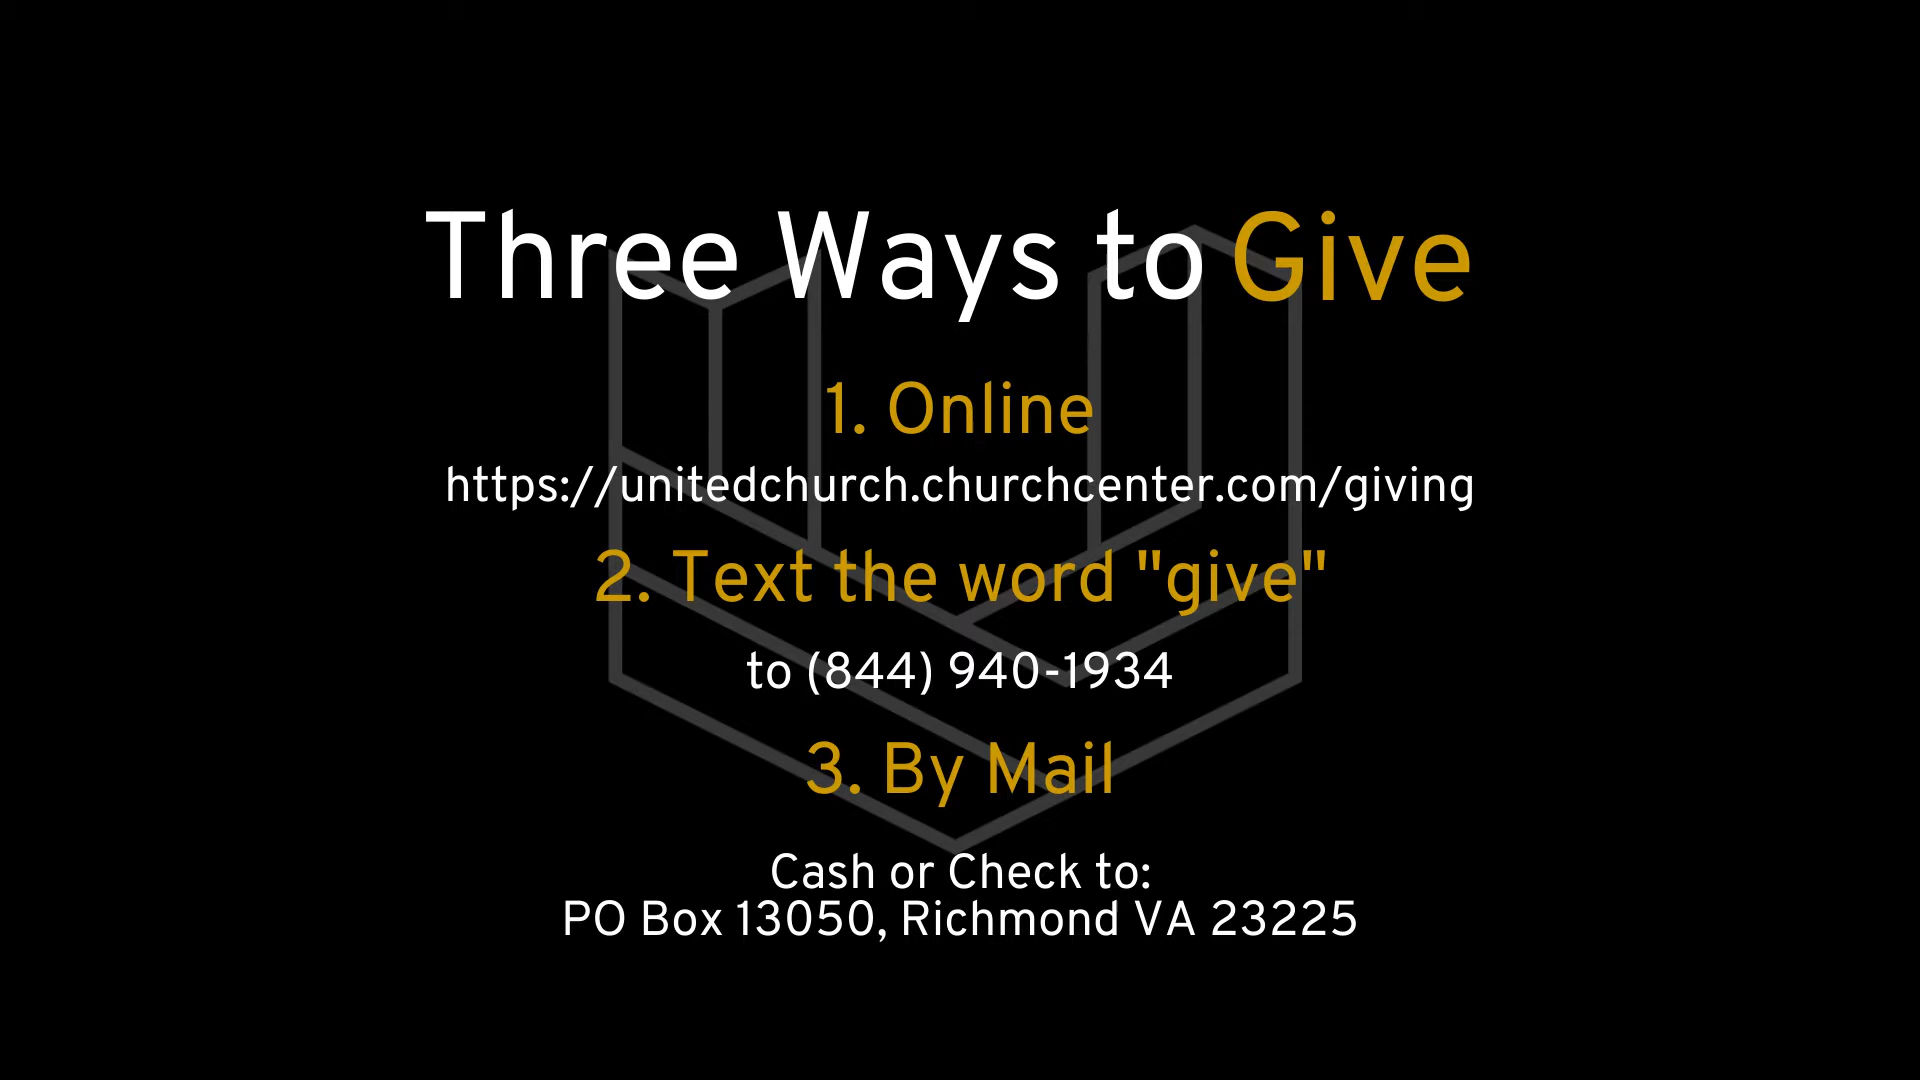 Three Ways to Give
1. Online
https://unitedchurch.churchcenter.com/giving
2. Text the word "give"
to (844) 940-1934
3. By Mail
Cash or Check to:
PO Box 13050, Richmond VA 23225